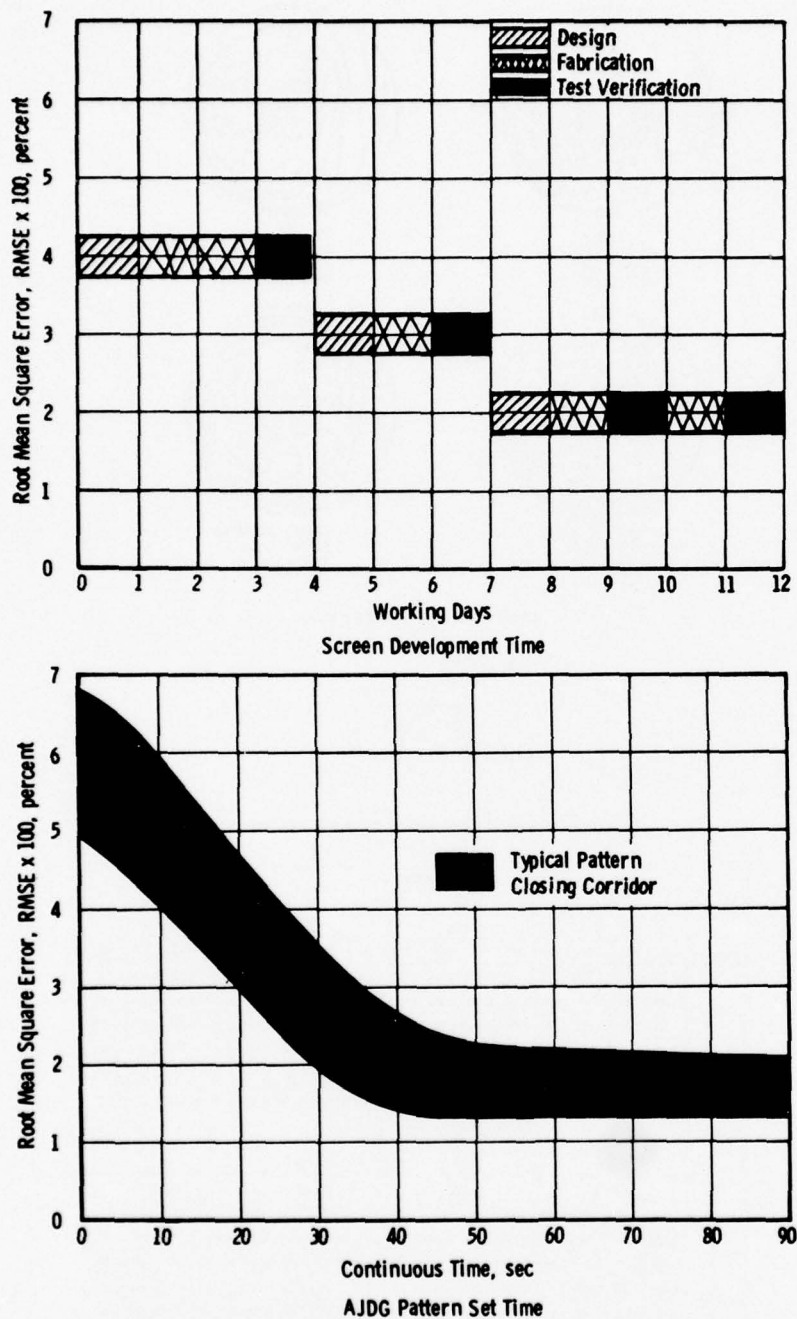 7
6
5
4
3
2
1
0
Root Mean Square Error, RMSE x 100, percent
Design
Fabrication
Test Verification
0 1 2 3 4 5 6 7 8 9 10 11 12
Working Days
Screen Development Time
7
6
5
4
3
2
1
0
Root Mean Square Error, RMSE x 100, percent
Typical Pattern
Closing Corridor
0 10 20 30 40 50 60 70 80 90
Continuous Time, sec
AJDG Pattern Set Time